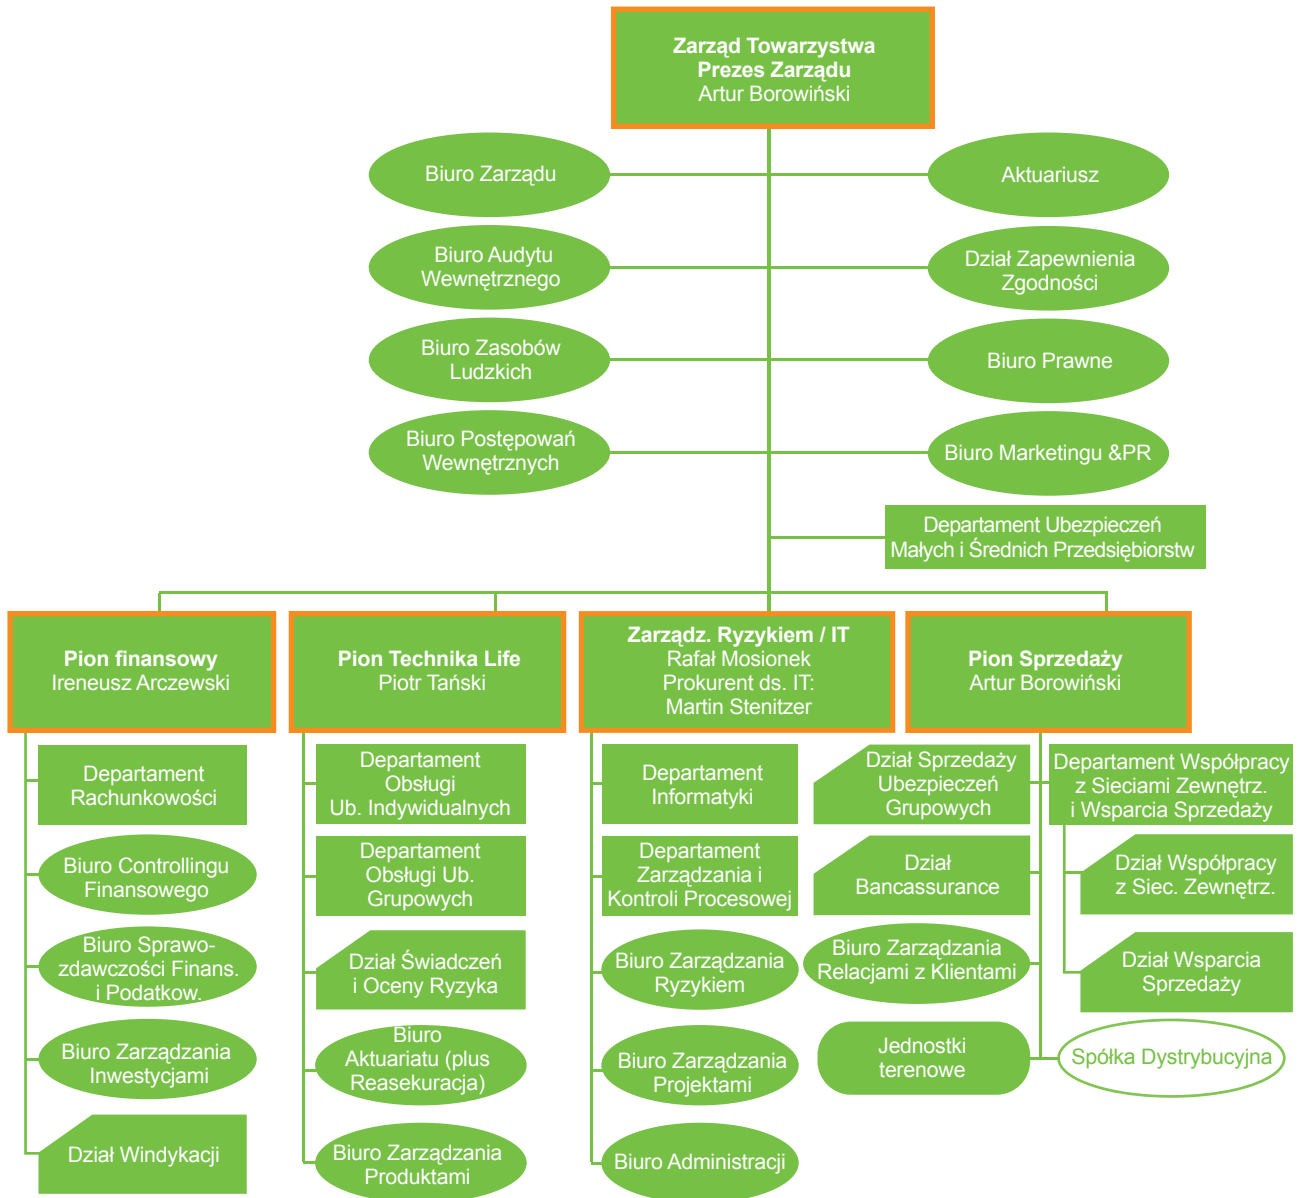 Zarząd Towarzystwa
Prezes Zarządu
Artur Borowiński
Biuro Zarządu
Aktuariusz
Biuro Audytu
Wewnętrznego
Dział Zapewnienia
Zgodności
Biuro Zasobów
Ludzkich
Biuro Prawne
Biuro Postępowań
Wewnętrznych
Biuro Marketingu &PR
Departament Ubezpieczeń
Małych i Średnich Przedsiębiorstw
Pion finansowy
Ireneusz Arczewski
Pion Technika Life
Piotr Tański
Zarządz. Ryzykiem / IT
Rafał Mosionek
Prokurent ds. IT:
Martin Stenitzer
Pion Sprzedaży
Artur Borowiński
Departament
Rachunkowości
Biuro Controllingu
Finansowego
Biuro Sprawo-
zdawczości Finans.
i Podatkow.
Biuro Zarządzania
Inwestycjami
Dział Windykacji
Departament
Obsługi
Ub. Indywidualnych
Departament
Obsługi Ub.
Grupowych
Dział Świadczeń
i Oceny Ryzyka
Biuro
Aktuariatu (plus
Reasekuracja)
Biuro Zarządzania
Produktami
Departament
Informatyki
Departament
Zarządzania i
Kontroli Procesowej
Biuro Zarządzania
Ryzykiem
Biuro Zarządzania
Projektami
Biuro Administracji
Dział Sprzedaży
Ubezpieczeń
Grupowych
Dział
Bancassurance
Biuro Zarządzania
Relacjami z Klientami
Jednostki
terenowe
Departament Współpracy
z Sieciami Zewnętrz.
i Wsparcia Sprzedaży
Dział Współpracy
z Siec. Zewnętrz.
Dział Wsparcia
Sprzedaży
Spółka Dystrybucyjna